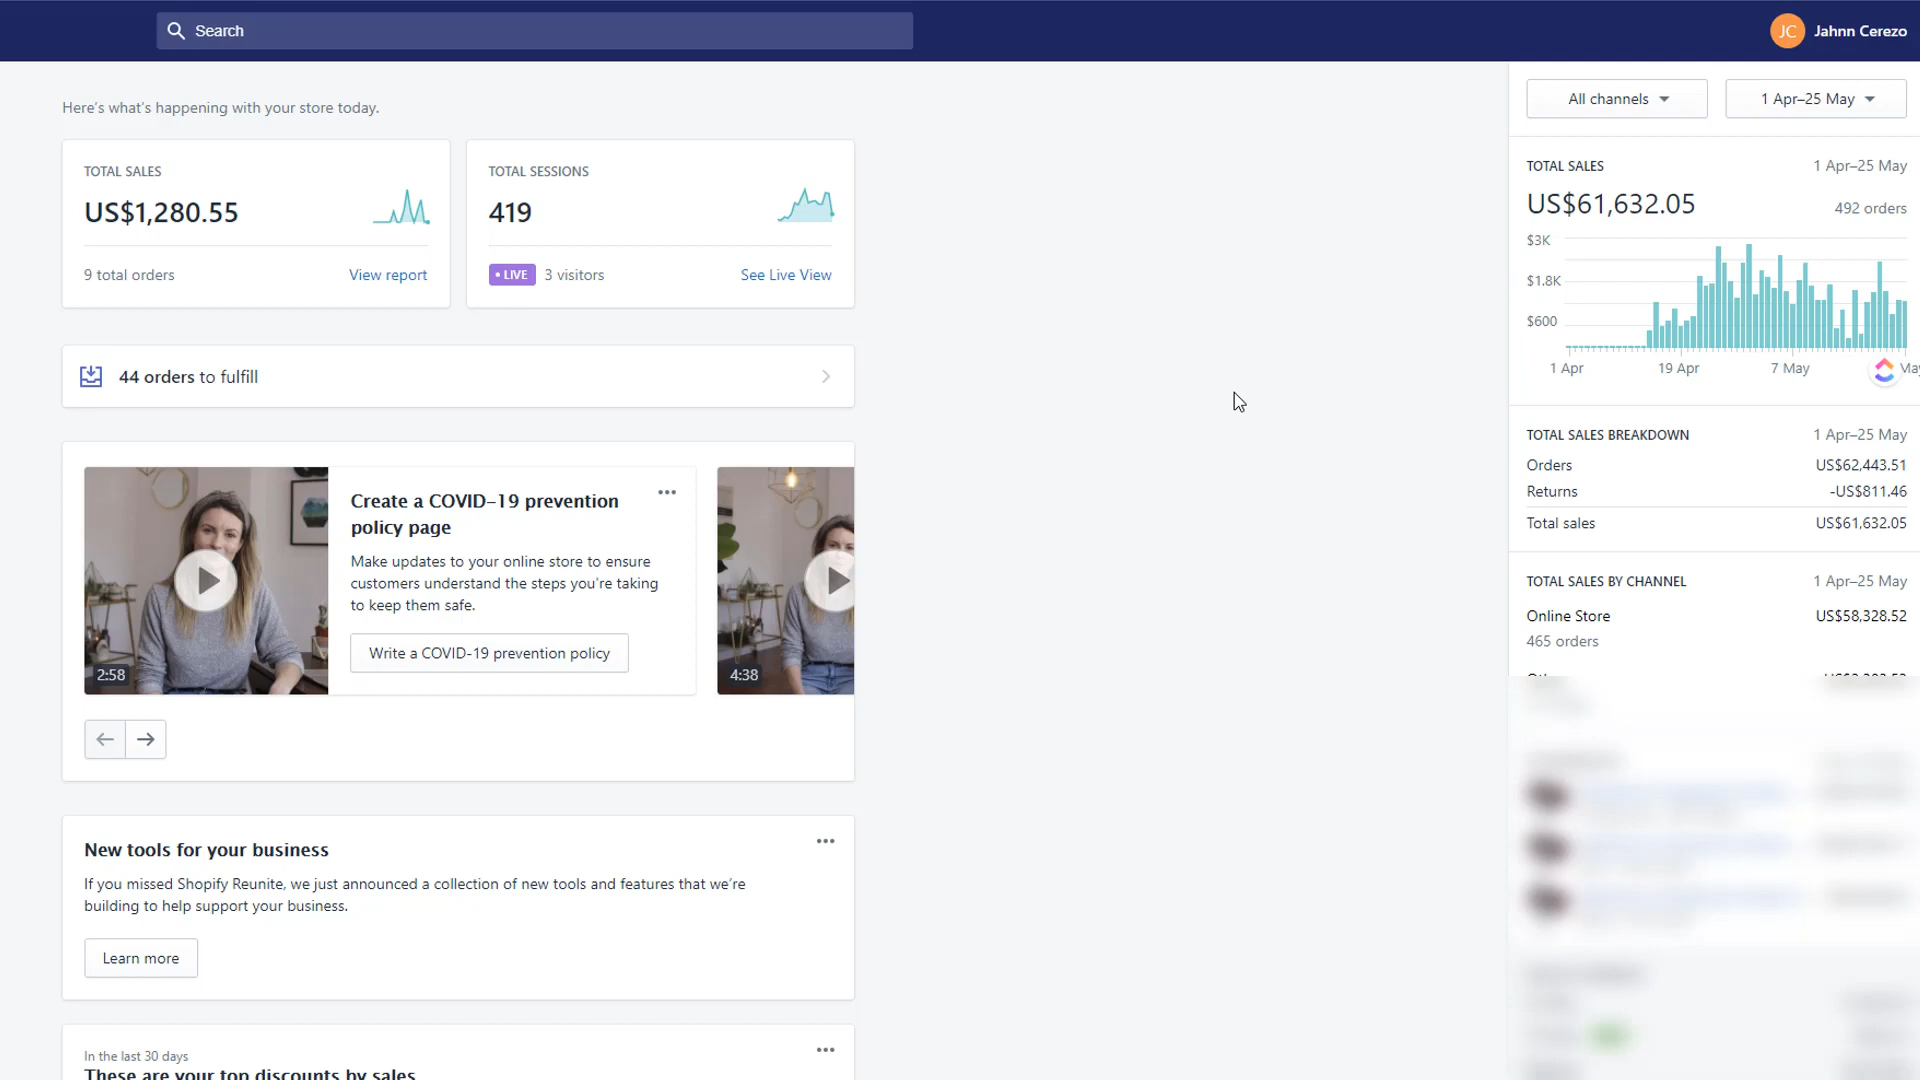 Search
JC
Jahnn Cerezo
Here's what's happening with your store today.
TOTAL SALES
US$1,280.55
9 total orders
View report
TOTAL SESSIONS
419
• LIVE
3 visitors
See Live View
44 orders to fulfill
2:58
Create a COVID-19 prevention
policy page
Make updates to your online store to ensure
customers understand the steps you're taking
to keep them safe.
Write a COVID-19 prevention policy
4:38
New tools for your business
If you missed Shopify Reunite, we just announced a collection of new tools and features that we're
building to help support your business.
Learn more
In the last 30 days
These are your top discounts by sales
All channels
1 Apr–25 May
TOTAL SALES
1 Apr–25 May
US$61,632.05
492 orders
$3K
$1.8K
$600
1 Apr
19 Apr
7 May
TOTAL SALES BREAKDOWN
1 Apr–25 May
Orders
US$62,443.51
Returns
-US$811.46
Total sales
US$61,632.05
TOTAL SALES BY CHANNEL
1 Apr–25 May
Online Store
US$58,328.52
465 orders